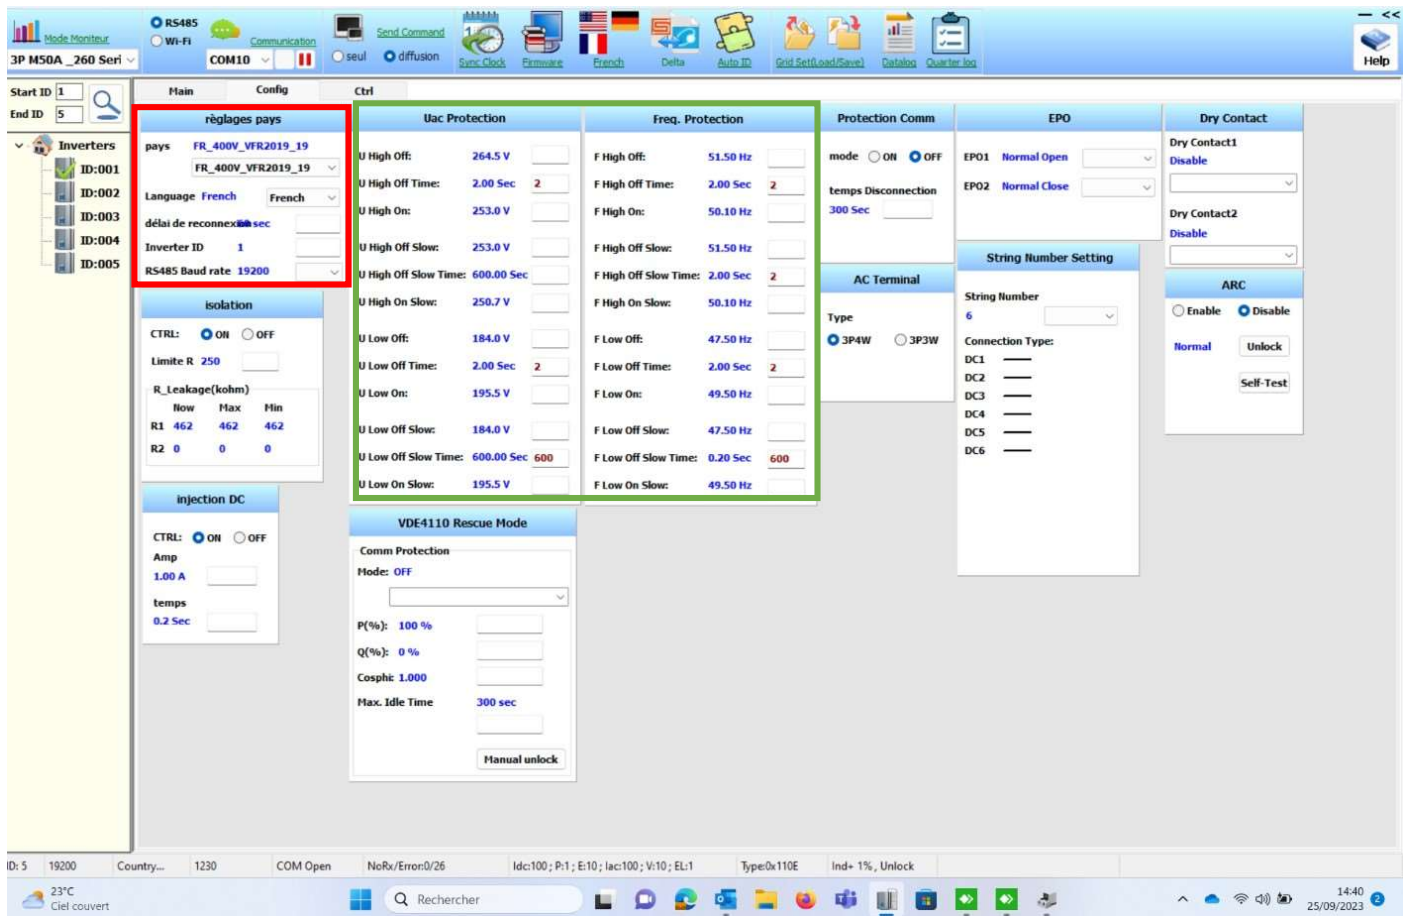 Mode Moniteur
3P M50A _260 Seri
RS485
Wi-Fi
Communication
COM10
Send Command
seul diffusion
Sync Clock
Firmware
French
Delta
Auto ID
Grid Set(Load/Save)
Datalog
Quarter log
— <<
Help
Start ID 1
End ID 5
Inverters
ID:001
ID:002
ID:003
ID:004
ID:005
Main Config Ctrl
règlages pays
pays FR_400V_VFR2019_19
FR_400V_VFR2019_19
Language French French
délai de reconnexion sec
Inverter ID 1
RS485 Baud rate 19200
isolation
CTRL: ON OFF
Limite R 250
R_Leakage(kohm)
Now Max Min
R1 462 462 462
R2 0 0 0
injection DC
CTRL: ON OFF
Amp
1.00 A
temps
0.2 Sec
Uac Protection
U High Off: 264.5 V
U High Off Time: 2.00 Sec 2
U High On: 253.0 V
U High Off Slow: 253.0 V
U High Off Slow Time: 600.00 Sec
U High On Slow: 250.7 V
U Low Off: 184.0 V
U Low Off Time: 2.00 Sec 2
U Low On: 195.5 V
U Low Off Slow: 184.0 V
U Low Off Slow Time: 600.00 Sec 600
U Low On Slow: 195.5 V
Freq. Protection
F High Off: 51.50 Hz
F High Off Time: 2.00 Sec 2
F High On: 50.10 Hz
F High Off Slow: 51.50 Hz
F High Off Slow Time: 2.00 Sec 2
F High On Slow: 50.10 Hz
F Low Off: 47.50 Hz
F Low Off Time: 2.00 Sec 2
F Low On: 49.50 Hz
F Low Off Slow: 47.50 Hz
F Low Off Slow Time: 0.20 Sec 600
F Low On Slow: 49.50 Hz
VDE4110 Rescue Mode
Comm Protection
Mode: OFF
P(%): 100 %
Q(%): 0 %
Cosphi: 1.000
Max. Idle Time 300 sec
Manual unlock
Protection Comm
mode ON OFF
temps Disconnection
300 Sec
AC Terminal
Type
3P4W 3P3W
EPO
EPO1 Normal Open
EPO2 Normal Close
String Number Setting
String Number
6
Connection Type:
DC1
DC2
DC3
DC4
DC5
DC6
Dry Contact
Dry Contact1
Disable
Dry Contact2
Disable
ARC
Enable Disable
Normal Unlock
Self-Test
ID: 5 19200 Country... 1230 COM Open NoRx/Error:0/26 Idc:100 ; P:1 ; E:10 ; Iac:100 ; V:10 ; EL:1 Type:0x110E Ind+ 1% , Unlock
23°C
Ciel couvert
Rechercher
14:40
25/09/2023 2